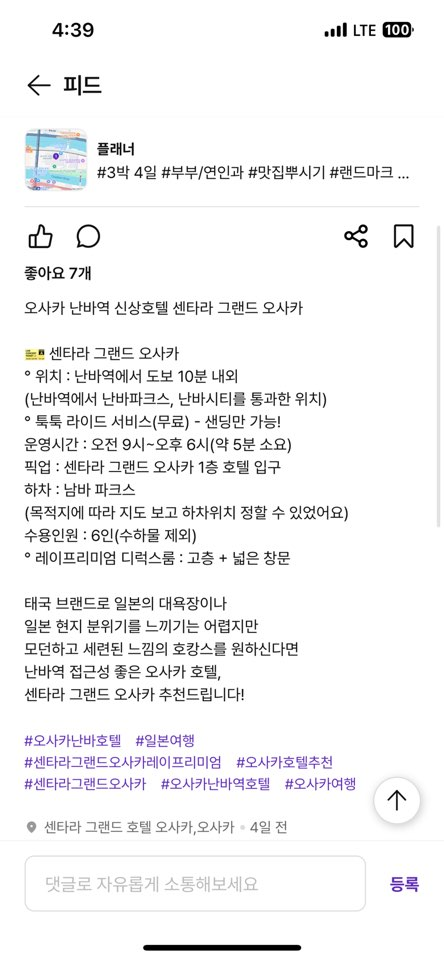 4:39
LTE 100
피드
플래너
#3박 4일 #부부/연인과 #맛집뿌시기 #랜드마크 ...
좋아요 7개
오사카 난바역 신상호텔 센타라 그랜드 오사카
센타라 그랜드 오사카
° 위치 : 난바역에서 도보 10분 내외
(난바역에서 난바파크스, 난바시티를 통과한 위치)
° 툭툭 라이드 서비스(무료) - 샌딩만 가능!
운영시간 : 오전 9시~오후 6시(약 5분 소요)
픽업 : 센타라 그랜드 오사카 1층 호텔 입구
하차 : 남바 파크스
(목적지에 따라 지도 보고 하차위치 정할 수 있었어요)
수용인원 : 6인(수하물 제외)
° 레이프리미엄 디럭스룸 : 고층 + 넓은 창문
태국 브랜드로 일본의 대욕장이나
일본 현지 분위기를 느끼기는 어렵지만
모던하고 세련된 느낌의 호캉스를 원하신다면
난바역 접근성 좋은 오사카 호텔,
센타라 그랜드 오사카 추천드립니다!
#오사카난바호텔 #일본여행
#센타라그랜드오사카레이프리미엄 #오사카호텔추천
#센타라그랜드오사카 #오사카난바역호텔 #오사카여행
센타라 그랜드 호텔 오사카,오사카 • 4일 전
댓글로 자유롭게 소통해보세요
등록